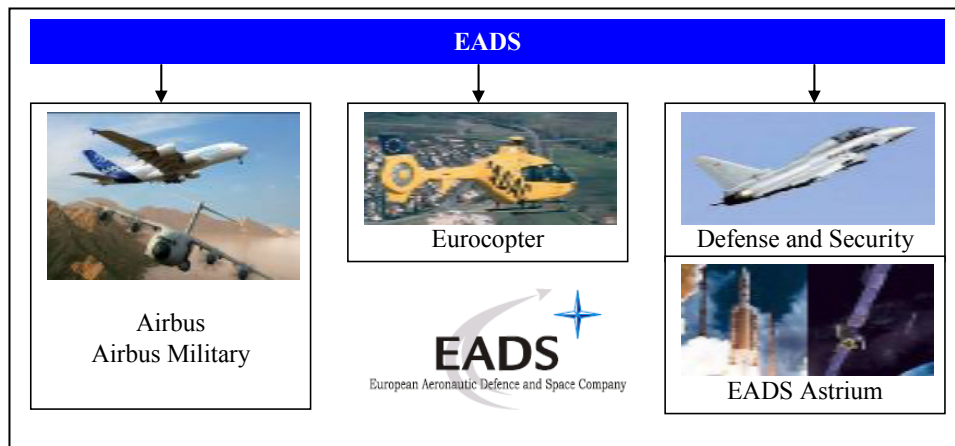 EADS
Airbus
Airbus Military
Eurocopter
EADS
European Aeronautic Defence and Space Company
Defense and Security
EADS Astrium